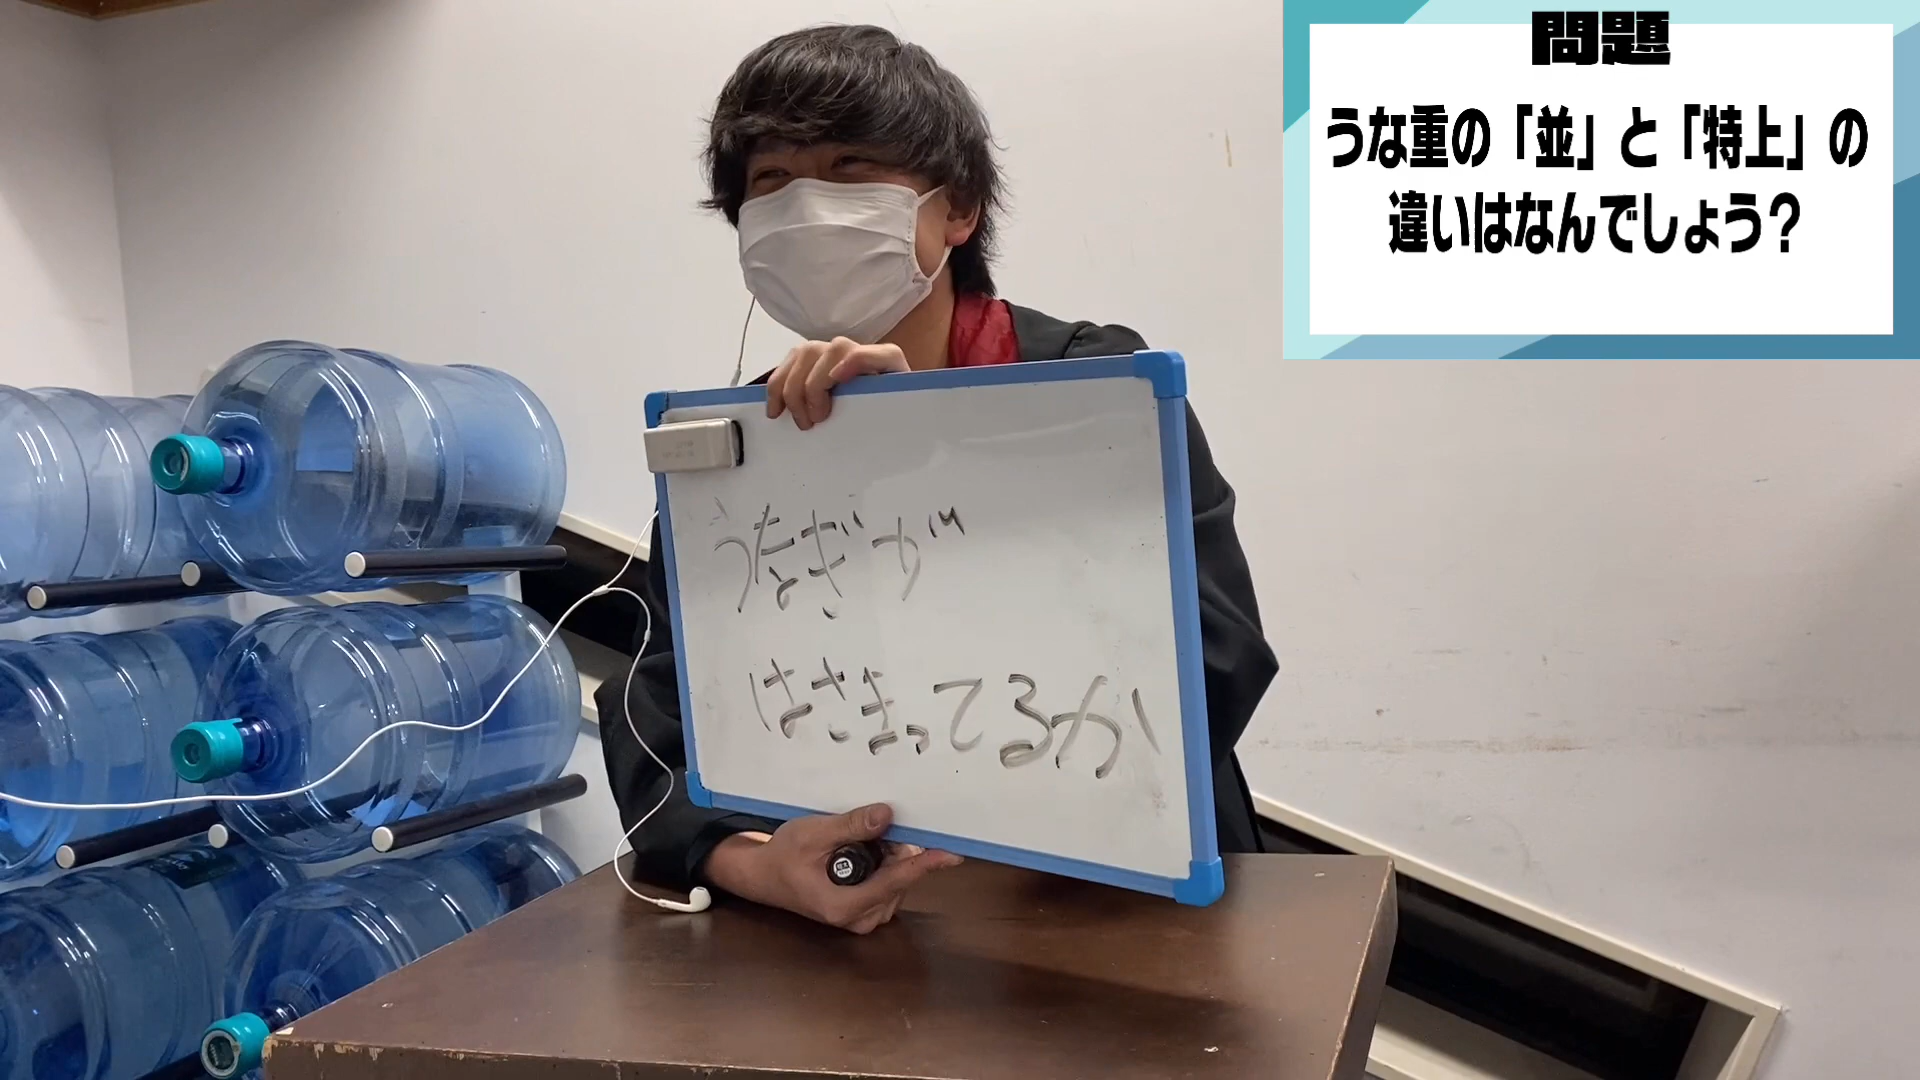 問題
うな重の「並」と「特上」の
違いはなんでしょう？
うなぎが
はさまってるか